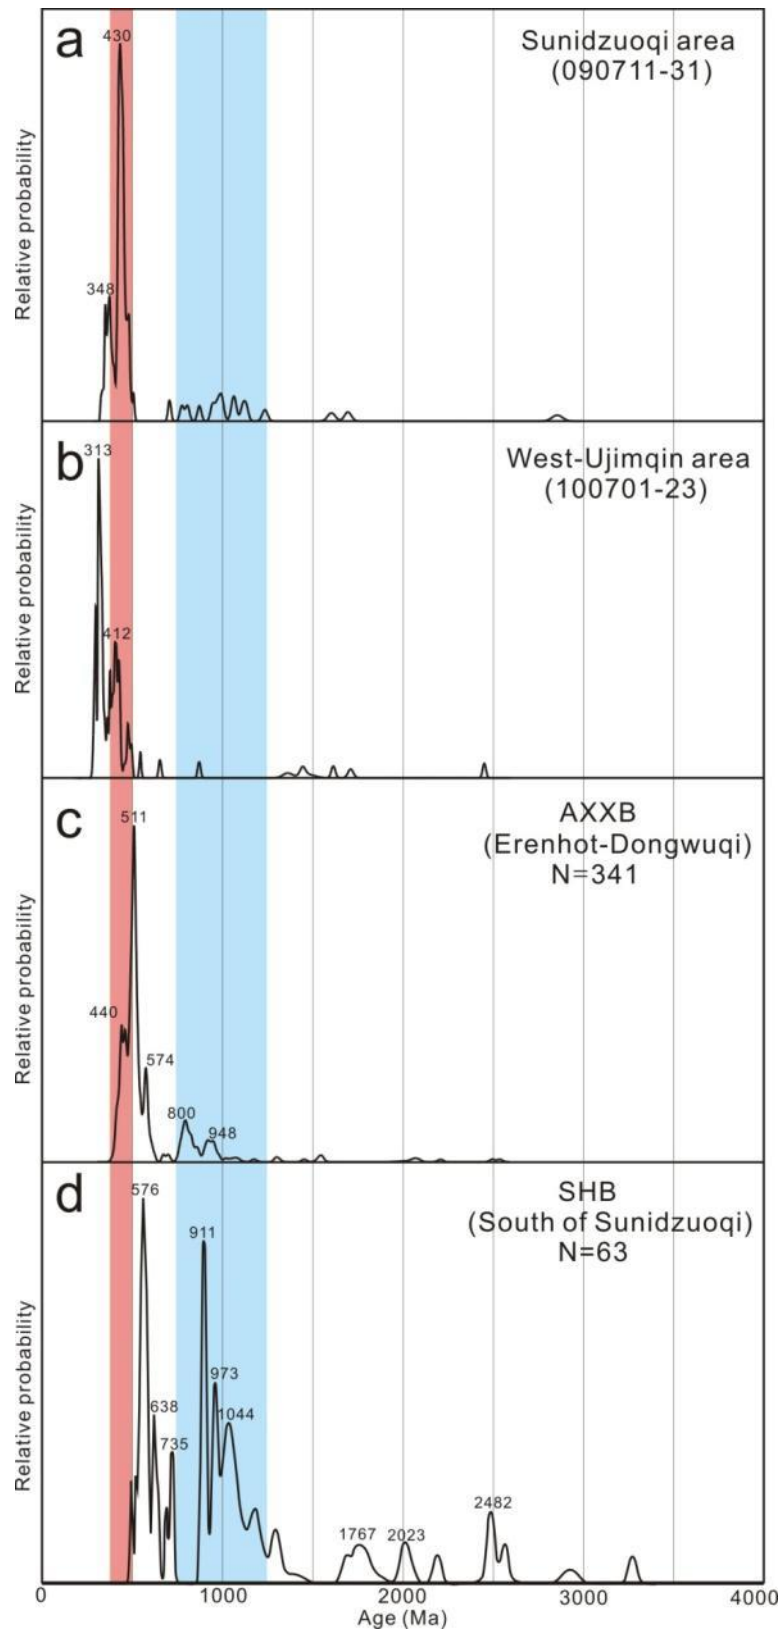 a
430
Sunidzuoqi area
(090711-31)
Relative probability
348
b
313
West-Ujimqin area
(100701-23)
Relative probability
412
c
511
AXXB
(Erenhot-Dongwuqi)
N=341
Relative probability
440
574
800
948
d
576
SHB
(South of Sunidzuoqi)
N=63
911
Relative probability
973
638
1044
735
2482
1767
2023
0
1000
2000
3000
4000
Age (Ma)